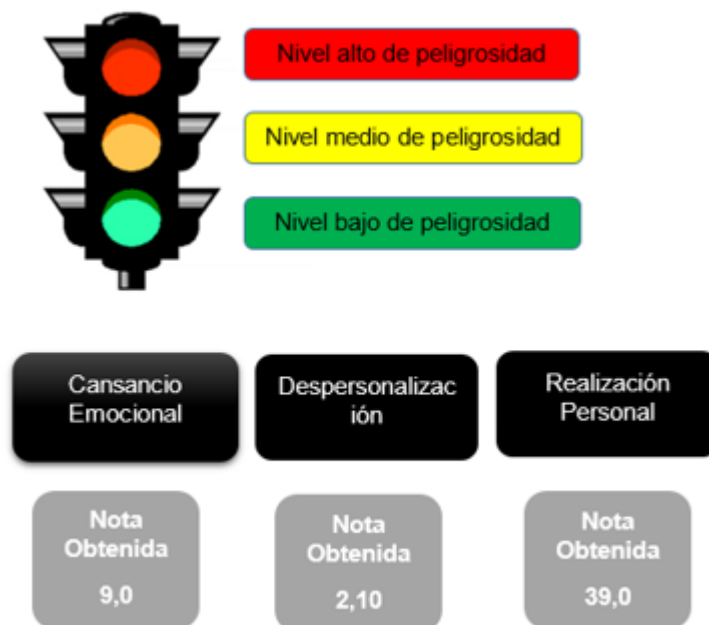 Nivel alto de peligrosidad
Nivel medio de peligrosidad
Nivel bajo de peligrosidad
Cansancio
Emocional
Despersonalizac
ión
Realización
Personal
Nota
Obtenida
9,0
Nota
Obtenida
2,10
Nota
Obtenida
39,0